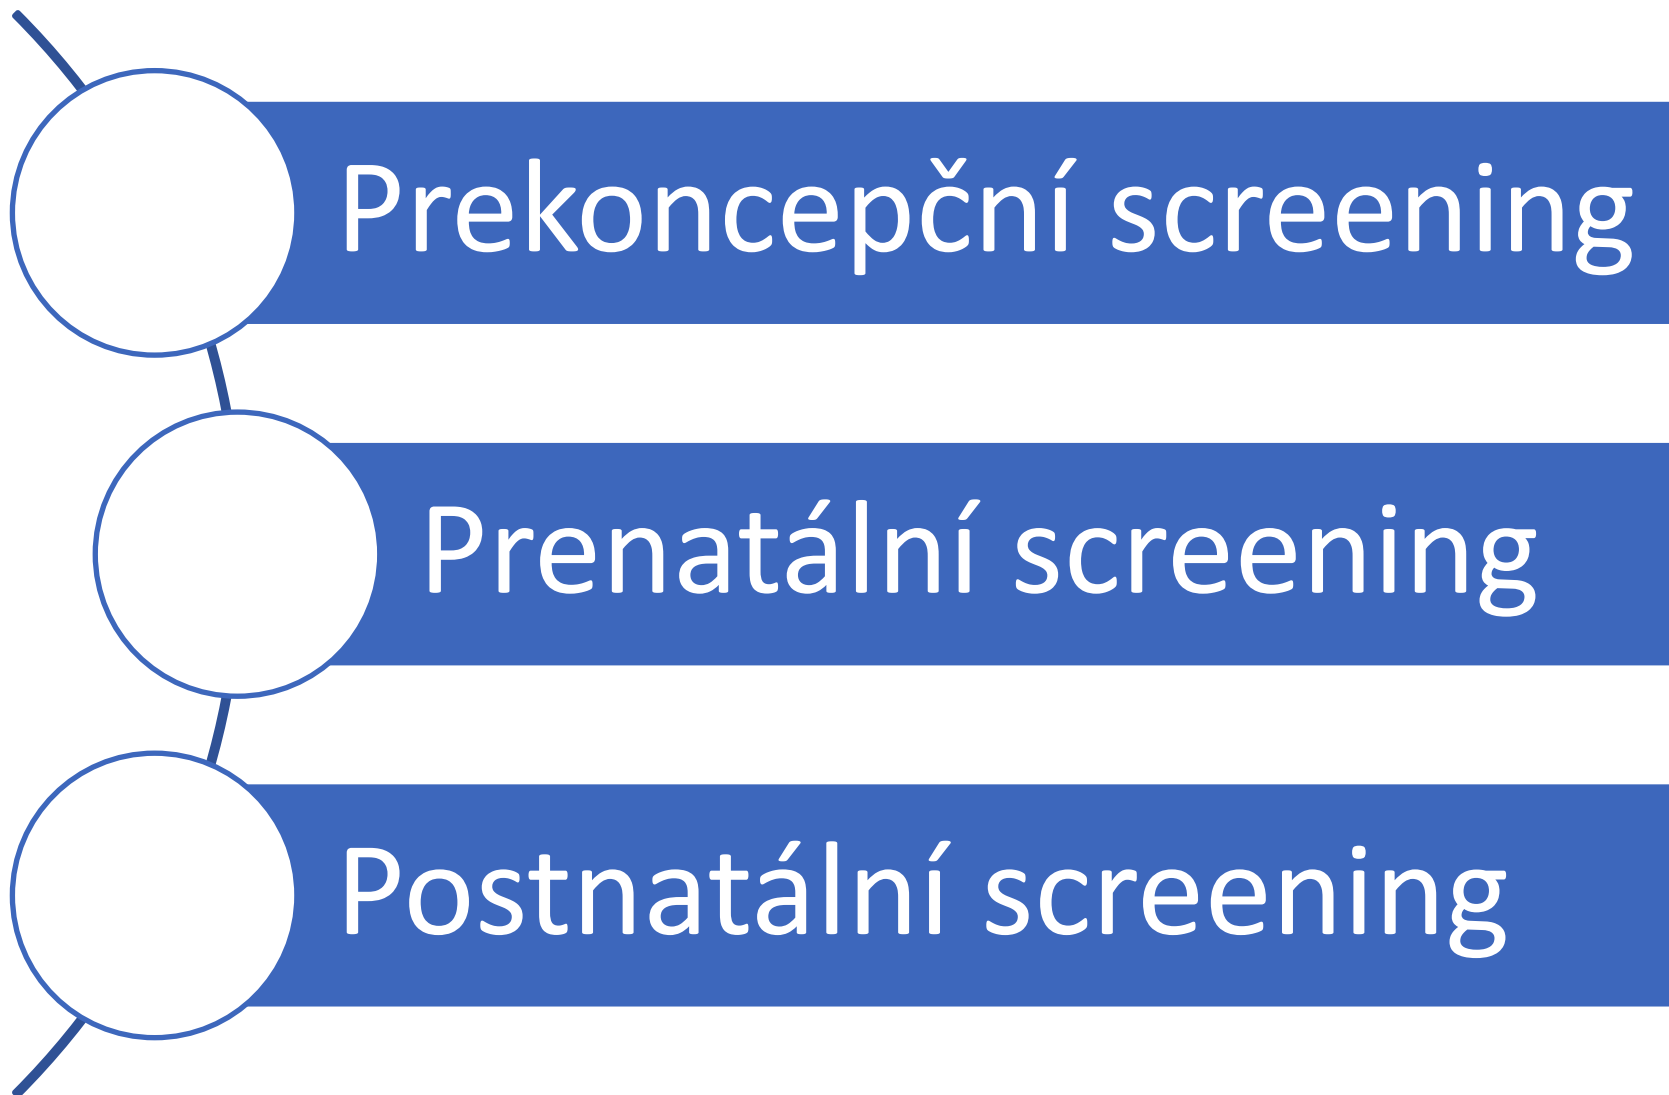 Prekoncepční screening
Prenatální screening
Postnatální screening